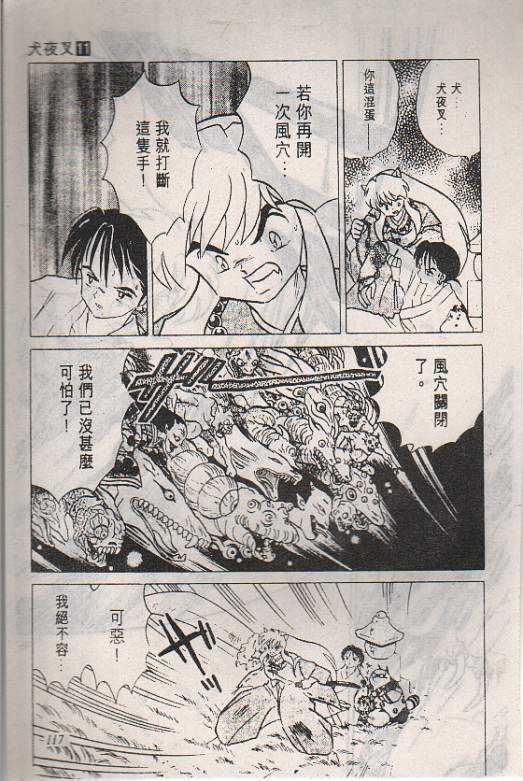 犬夜叉11
犬…
犬夜叉…
你這混蛋——
若你再開
一次風穴…
我就打斷
這隻手！
風穴關閉
了。
我們已沒甚麼
可怕了！
可惡！
我絕不容…
117